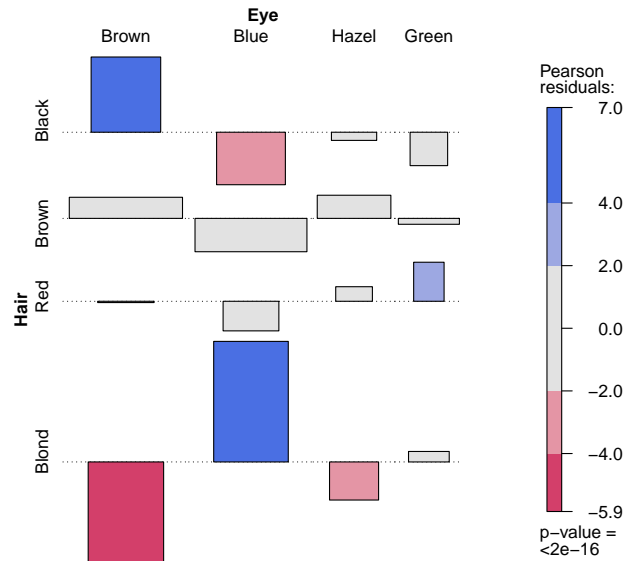 Eye
Brown Blue Hazel Green
Hair
Black
Brown
Red
Blond
Pearson
residuals:
7.0
4.0
2.0
0.0
−2.0
−4.0
−5.9
p−value =
<2e−16